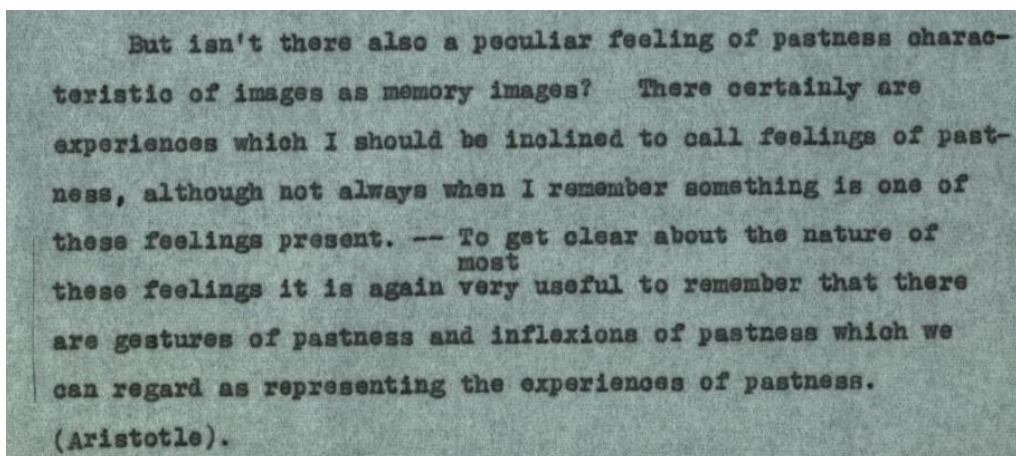 But isn't there also a peculiar feeling of pastness charac-
teristic of images as memory images? There certainly are
experiences which I should be inclined to call feelings of past-
ness, although not always when I remember something is one of
these feelings present. -- To get clear about the nature of
most
these feelings it is again very useful to remember that there
are gestures of pastness and inflexions of pastness which we
can regard as representing the experiences of pastness.
(Aristotle).